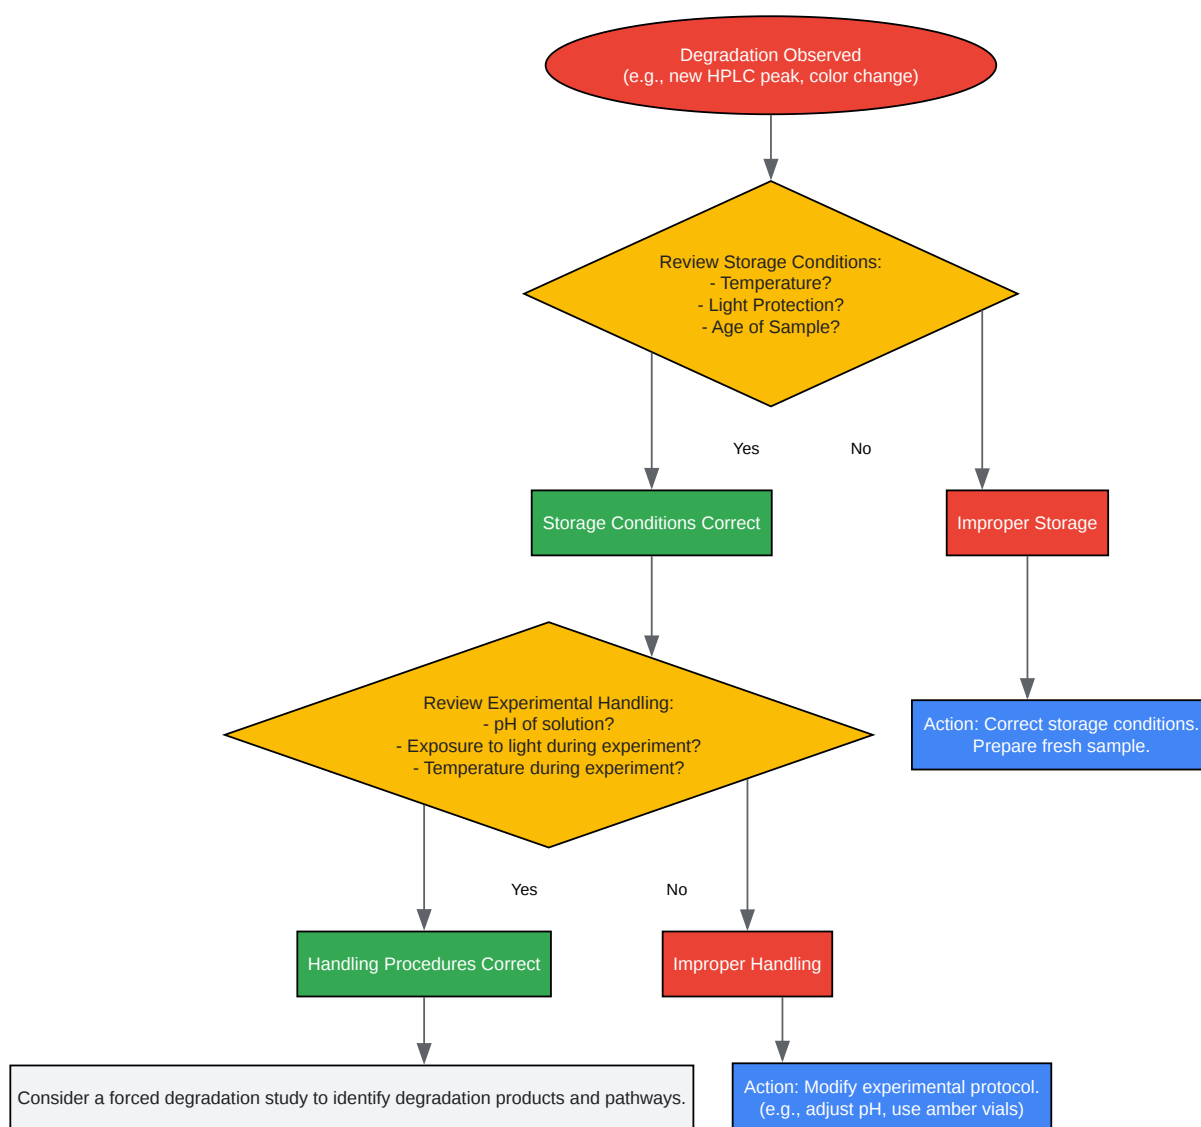 Degradation Observed
(e.g., new HPLC peak, color change)
Review Storage Conditions:
- Temperature?
- Light Protection?
- Age of Sample?
Yes
No
Storage Conditions Correct
Improper Storage
Review Experimental Handling:
- pH of solution?
- Exposure to light during experiment?
- Temperature during experiment?
Action: Correct storage conditions.
Prepare fresh sample.
Yes
No
Handling Procedures Correct
Improper Handling
Consider a forced degradation study to identify degradation products and pathways.
Action: Modify experimental protocol.
(e.g., adjust pH, use amber vials)